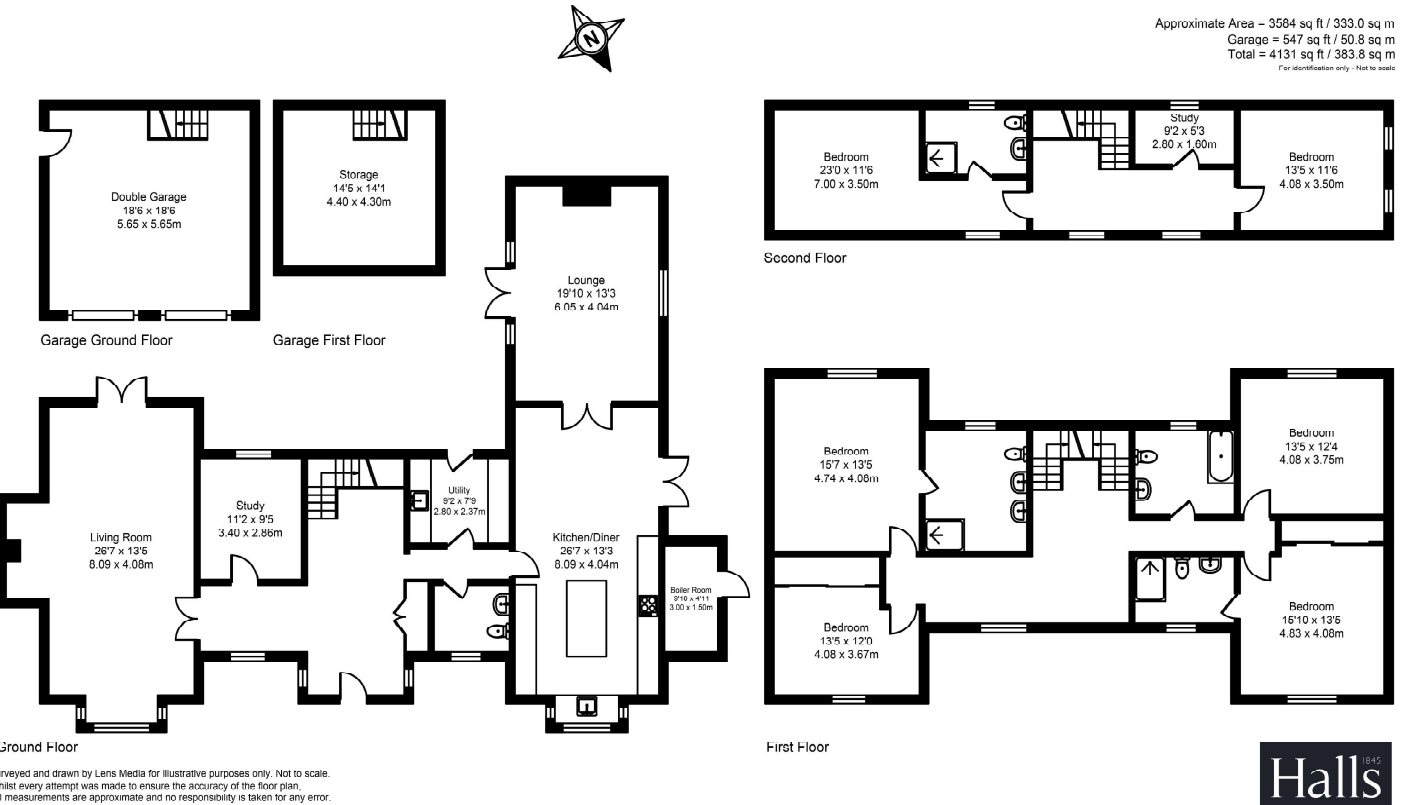 N
Approximate Area = 3584 sq ft / 333.0 sq m
Garage = 547 sq ft / 50.8 sq m
Total = 4131 sq ft / 383.8 sq m
For identification only - Not to scale
Double Garage
18'6 x 18'6
5.65 x 5.65m
Garage Ground Floor
Storage
14'5 x 14'1
4.40 x 4.30m
Garage First Floor
Bedroom
23'0 x 11'6
7.00 x 3.50m
Study
9'2 x 5'3
2.80 x 1.60m
Bedroom
13'5 x 11'6
4.08 x 3.50m
Second Floor
Lounge
19'10 x 13'3
6.05 x 4.04m
Living Room
26'7 x 13'5
8.09 x 4.08m
Study
11'2 x 9'5
3.40 x 2.86m
Utility
9'2 x 7'9
2.80 x 2.37m
Kitchen/Diner
26'7 x 13'3
8.09 x 4.04m
Boiler Room
9'10 x 4'11
3.00 x 1.50m
Ground Floor
Bedroom
15'7 x 13'5
4.74 x 4.08m
Bedroom
13'5 x 12'4
4.08 x 3.75m
Bedroom
13'5 x 12'0
4.08 x 3.67m
Bedroom
15'10 x 13'5
4.83 x 4.08m
First Floor
urveyed and drawn by Lens Media for illustrative purposes only. Not to scale.
hilst every attempt was made to ensure the accuracy of the floor plan,
l measurements are approximate and no responsibility is taken for any error.
1845
Halls